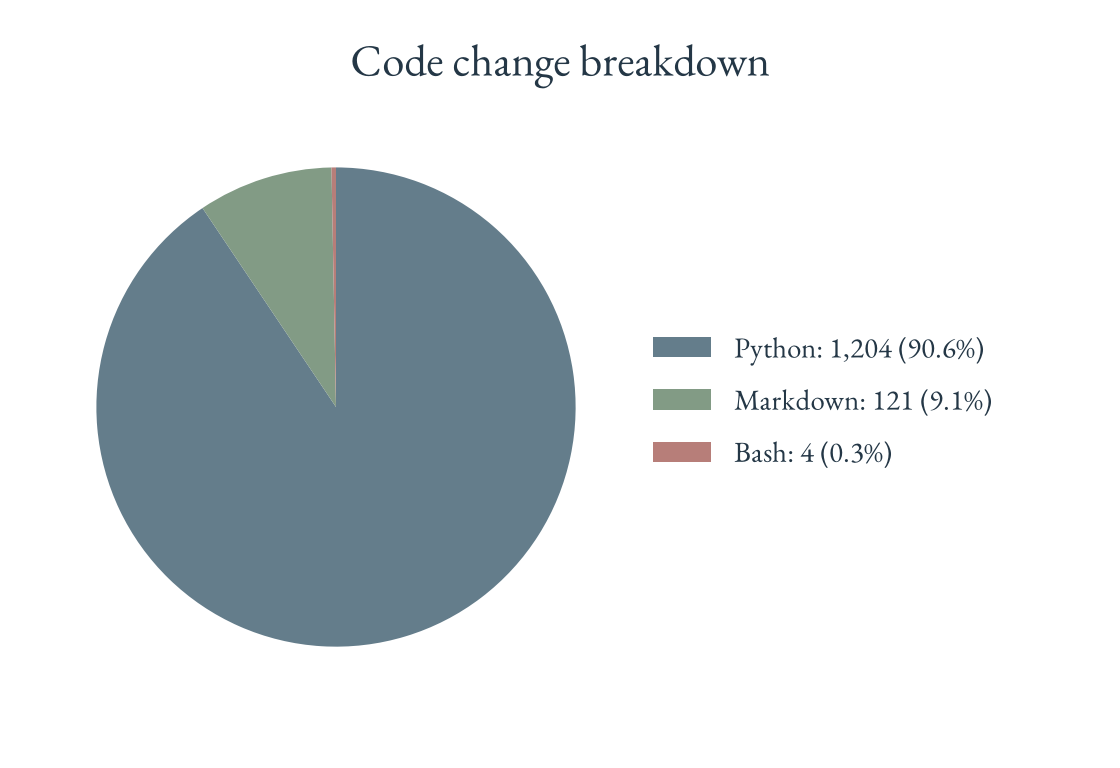 Code change breakdown
Python: 1,204 (90.6%)
Markdown: 121 (9.1%)
Bash: 4 (0.3%)